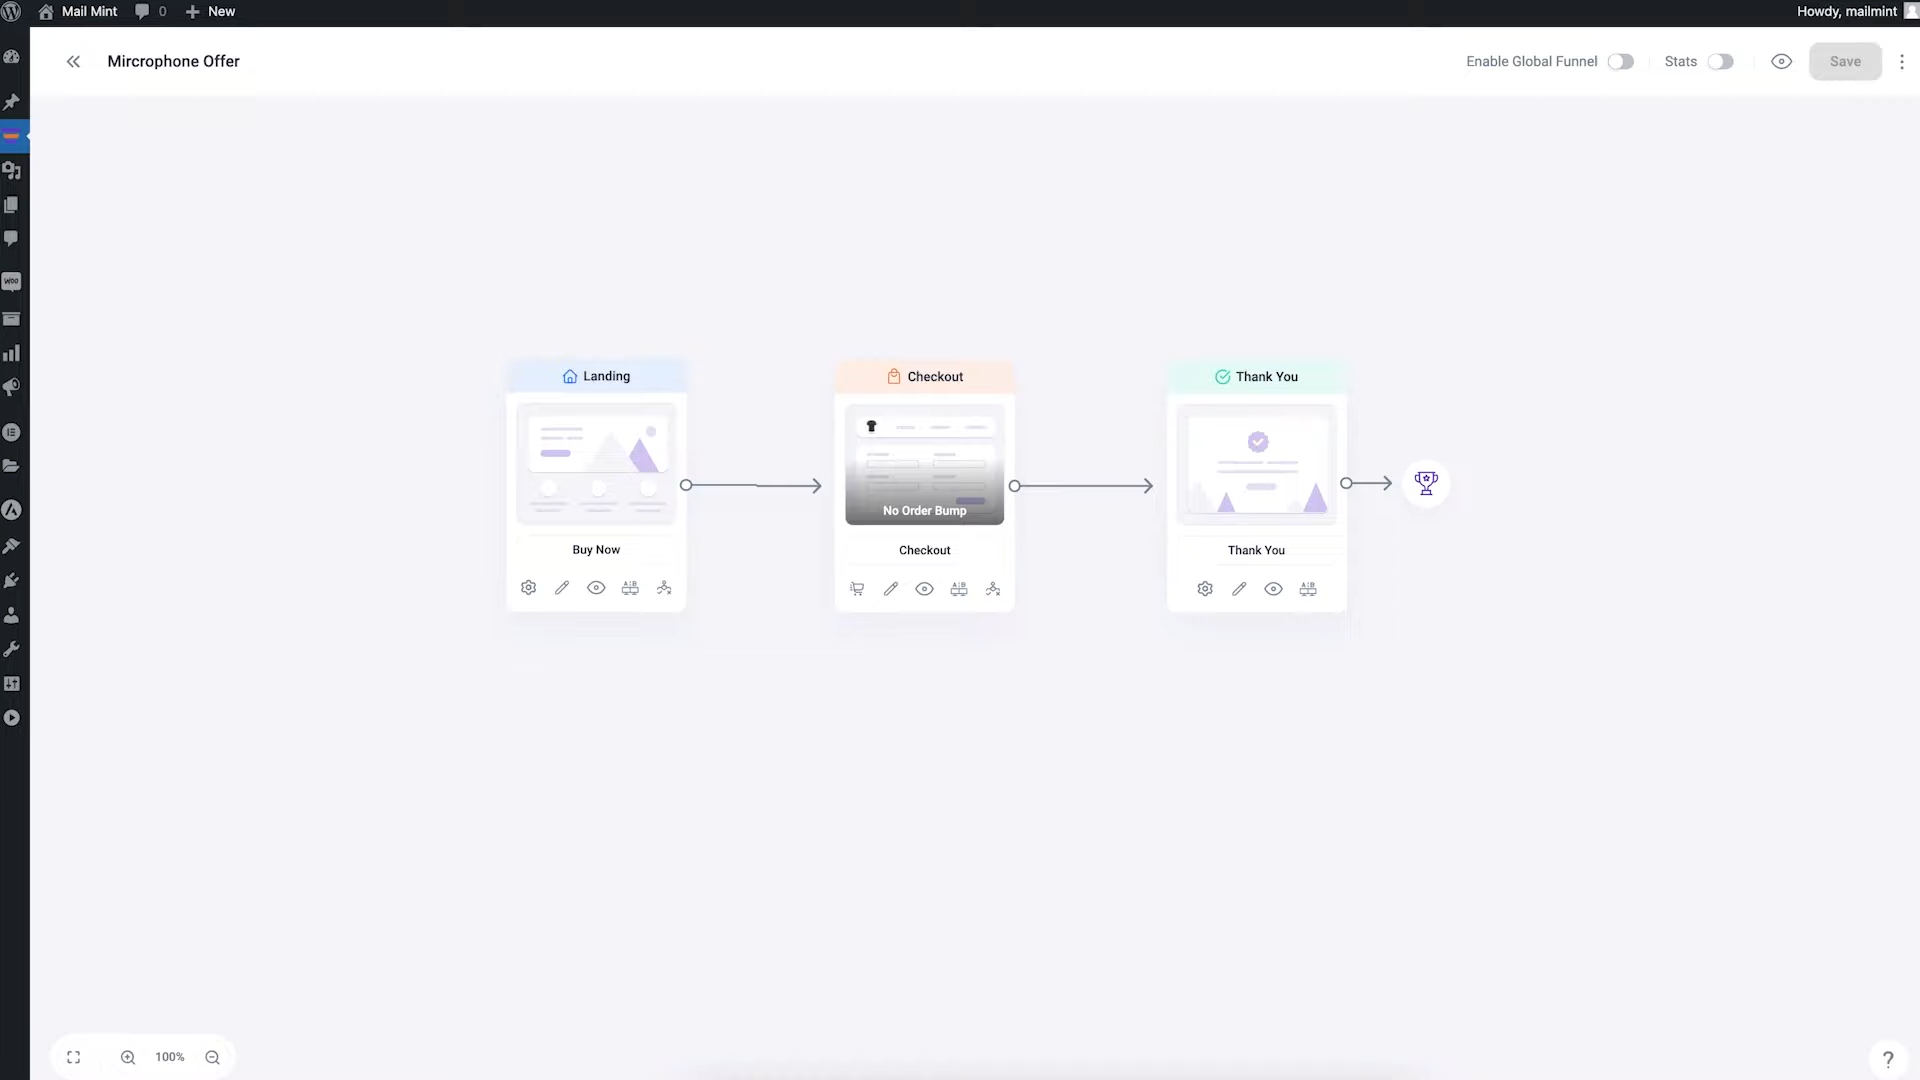 Mail Mint 0 New Howdy, mailmint
Mircrophone Offer Enable Global Funnel Stats Save
WOO
Landing Checkout Thank You
No Order Bump
Buy Now Checkout Thank You
A B A B A B
100% ?